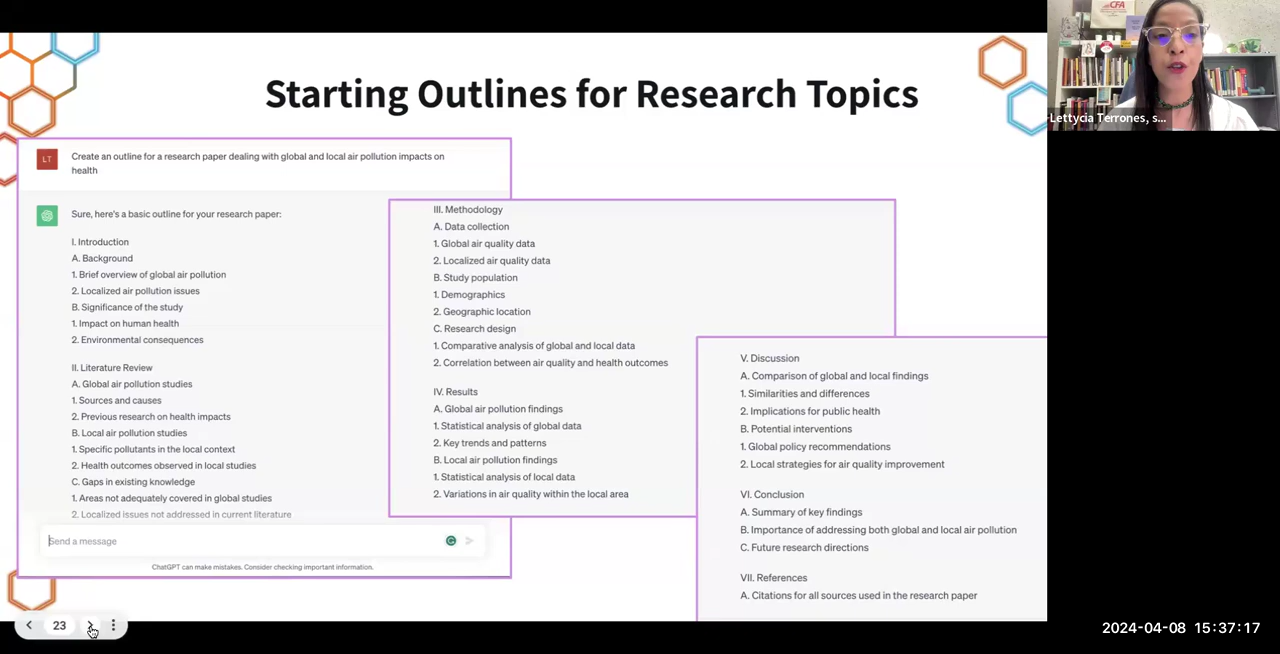 Starting Outlines for Research Topics
CFA
Lettycia Terrones, s...
LT
Create an outline for a research paper dealing with global and local air pollution impacts on
health
Sure, here's a basic outline for your research paper:
I. Introduction
A. Background
1. Brief overview of global air pollution
2. Localized air pollution issues
B. Significance of the study
1. Impact on human health
2. Environmental consequences
II. Literature Review
A. Global air pollution studies
1. Sources and causes
2. Previous research on health impacts
B. Local air pollution studies
1. Specific pollutants in the local context
2. Health outcomes observed in local studies
C. Gaps in existing knowledge
1. Areas not adequately covered in global studies
2. Localized issues not addressed in current literature
Send a message
ChatGPT can make mistakes. Consider checking important information.
III. Methodology
A. Data collection
1. Global air quality data
2. Localized air quality data
B. Study population
1. Demographics
2. Geographic location
C. Research design
1. Comparative analysis of global and local data
2. Correlation between air quality and health outcomes
IV. Results
A. Global air pollution findings
1. Statistical analysis of global data
2. Key trends and patterns
B. Local air pollution findings
1. Statistical analysis of local data
2. Variations in air quality within the local area
V. Discussion
A. Comparison of global and local findings
1. Similarities and differences
2. Implications for public health
B. Potential interventions
1. Global policy recommendations
2. Local strategies for air quality improvement
VI. Conclusion
A. Summary of key findings
B. Importance of addressing both global and local air pollution
C. Future research directions
VII. References
A. Citations for all sources used in the research paper
23
2024-04-08 15:37:17